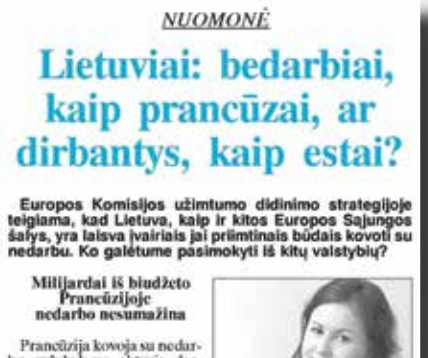 NUOMONĖ
Lietuviai: bedarbiai,
kaip prancūzai, ar
dirbantys, kaip estai?
Europos Komisijos užimtumo didinimo strategijoje
teigiama, kad Lietuva, kaip ir kitos Europos Sąjungos
šalys, yra laisva įvairiais jai priimtinais būdais kovoti su
nedarbu. Ko galėtume pasimokyti iš kitų valstybių?
Milijardai iš biudžeto
Prancūzijoje
nedarbo nesumažina
Prancūzija kovoja su nedar-